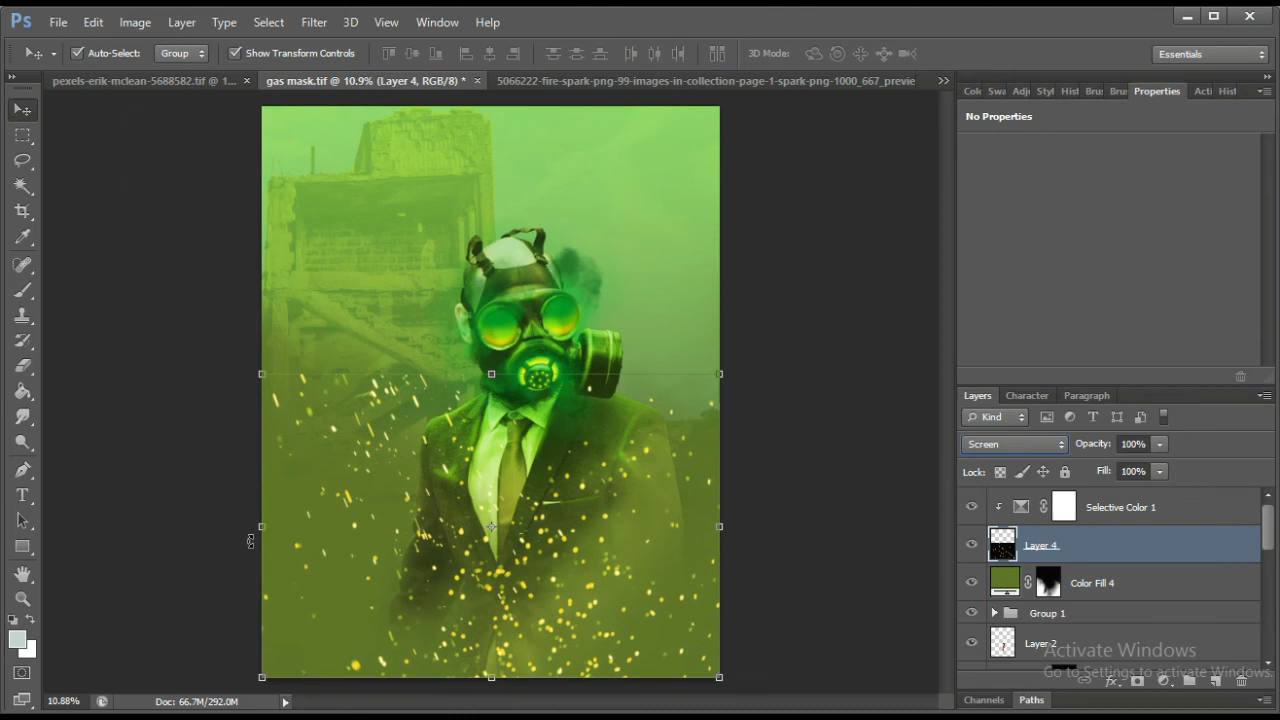 Ps File Edit Image Layer Type Select Filter 3D View Window Help
Auto-Select: Group Show Transform Controls 3D Mode: Essentials
pexels-erik-mclean-5688582.tif @ 1... × gas mask.tif @ 10.9% (Layer 4, RGB/8) * × 5066222-fire-spark-png-99-images-in-collection-page-1-spark-png-1000_667_previe
Swa Adj Styl Hist Brus Brus Properties Acti Hist
No Properties
Layers Character Paragraph
Kind
Screen Opacity: 100%
Lock: Fill: 100%
Selective Color 1
Layer 4
Color Fill 4
Group 1
Layer 2
Activate Windows
Go to Settings to activate Windows.
10.88% Doc: 66.7M/292.0M
Channels Paths